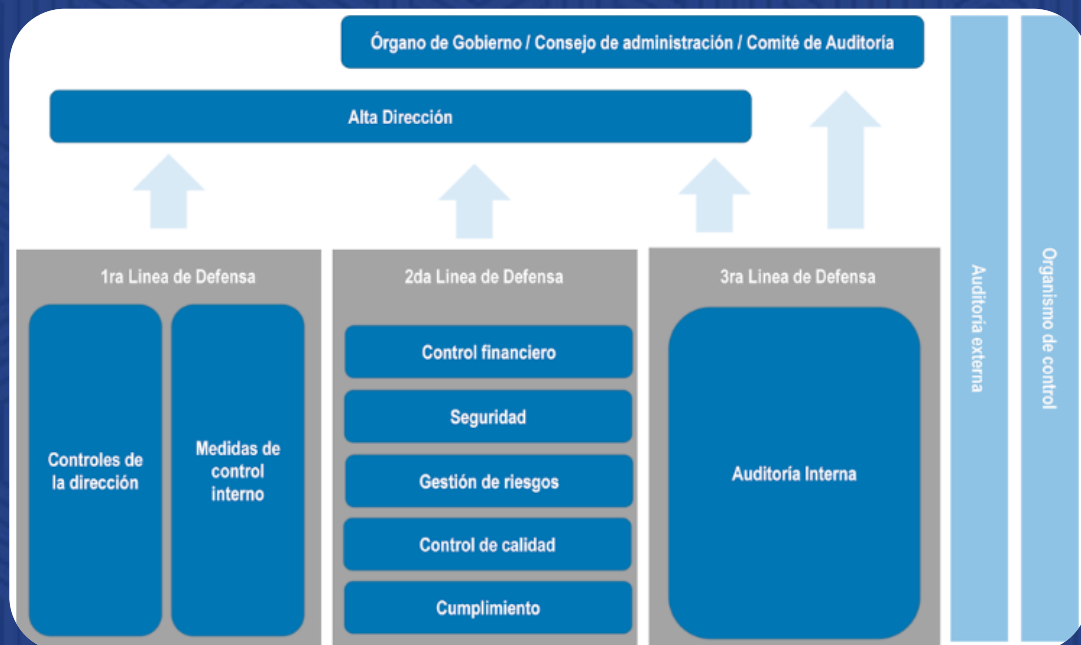 Órgano de Gobierno / Consejo de administración / Comité de Auditoría
Alta Dirección
1ra Linea de Defensa
Controles de
la dirección
Medidas de
control
interno
2da Linea de Defensa
Control financiero
Seguridad
Gestión de riesgos
Control de calidad
Cumplimiento
3ra Linea de Defensa
Auditoría Interna
Auditoria externa
Organismo de control